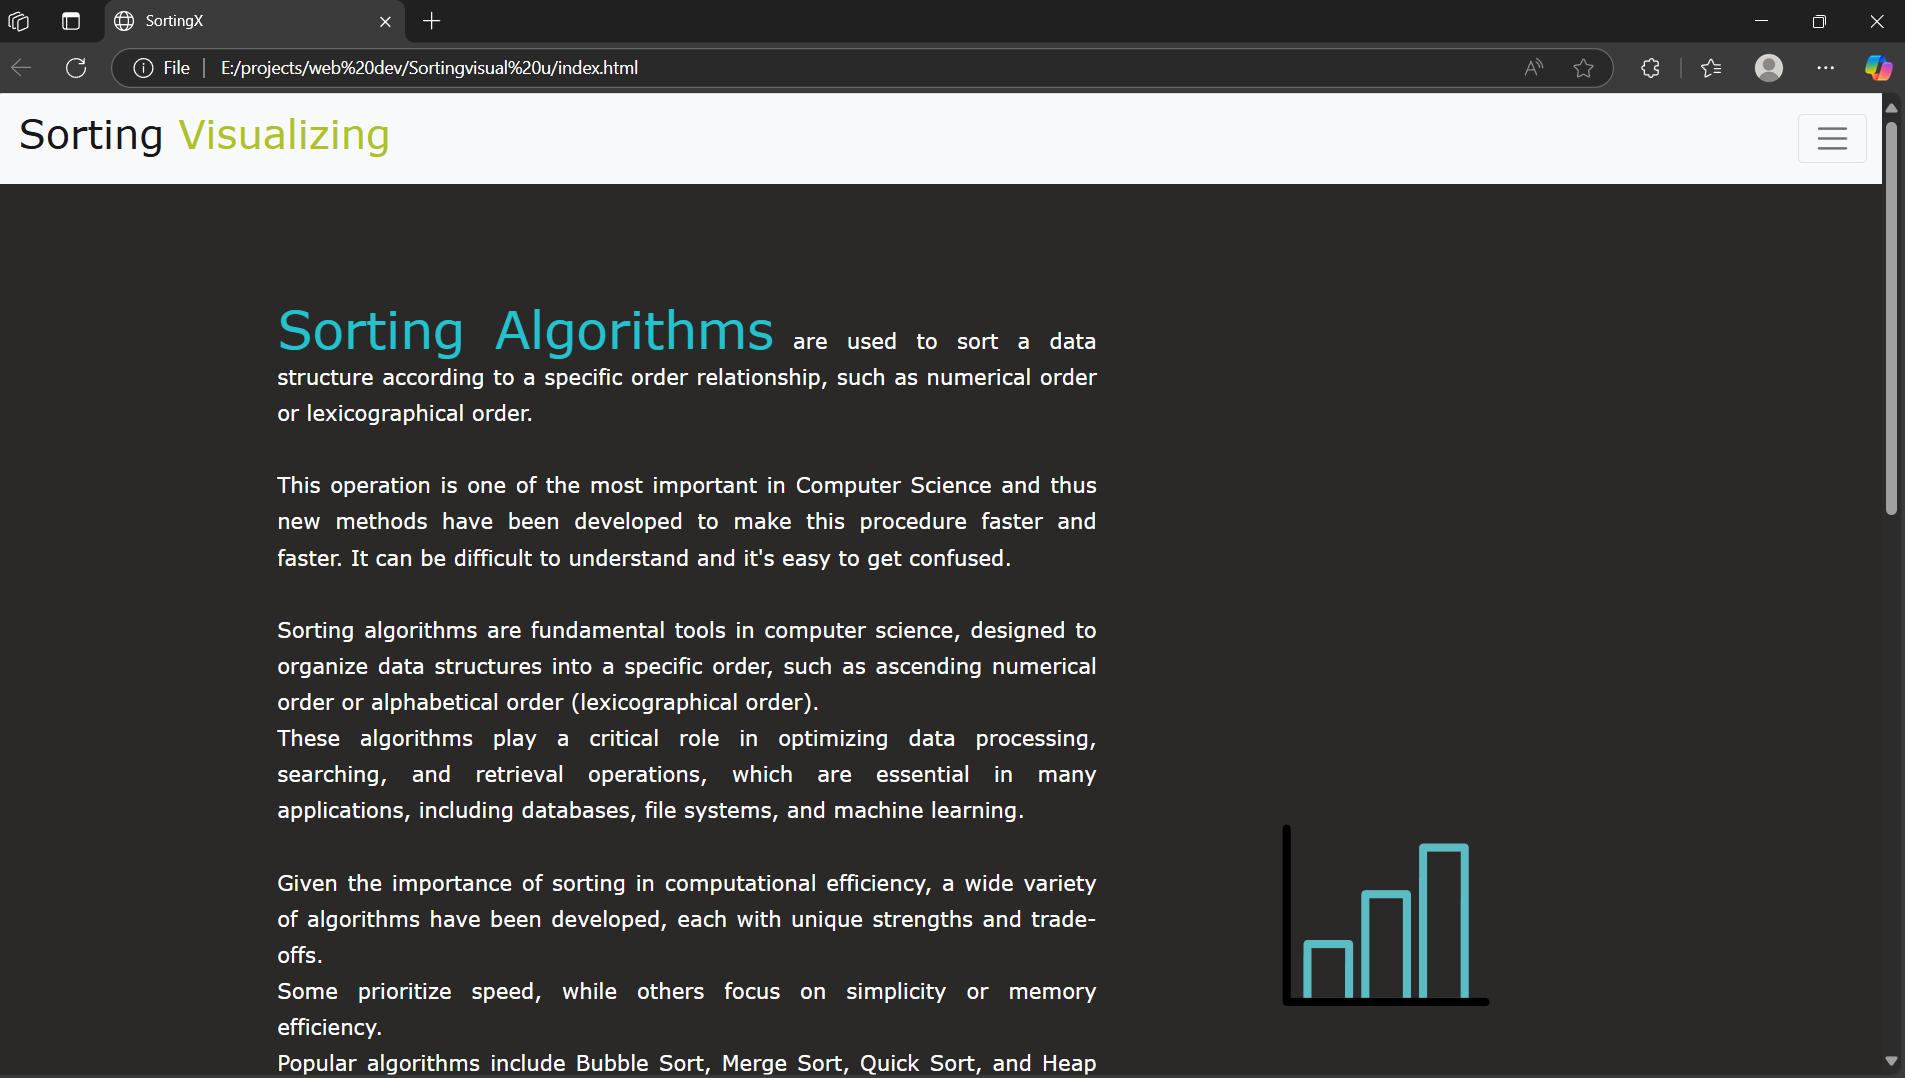 SortingX
File
E:/projects/web%20dev/Sortingvisual%20u/index.html
Sorting Visualizing
Sorting Algorithms are used to sort a data
structure according to a specific order relationship, such as numerical order
or lexicographical order.
This operation is one of the most important in Computer Science and thus
new methods have been developed to make this procedure faster and
faster. It can be difficult to understand and it's easy to get confused.
Sorting algorithms are fundamental tools in computer science, designed to
organize data structures into a specific order, such as ascending numerical
order or alphabetical order (lexicographical order).
These algorithms play a critical role in optimizing data processing,
searching, and retrieval operations, which are essential in many
applications, including databases, file systems, and machine learning.
Given the importance of sorting in computational efficiency, a wide variety
of algorithms have been developed, each with unique strengths and trade-
offs.
Some prioritize speed, while others focus on simplicity or memory
efficiency.
Popular algorithms include Bubble Sort, Merge Sort, Quick Sort, and Heap